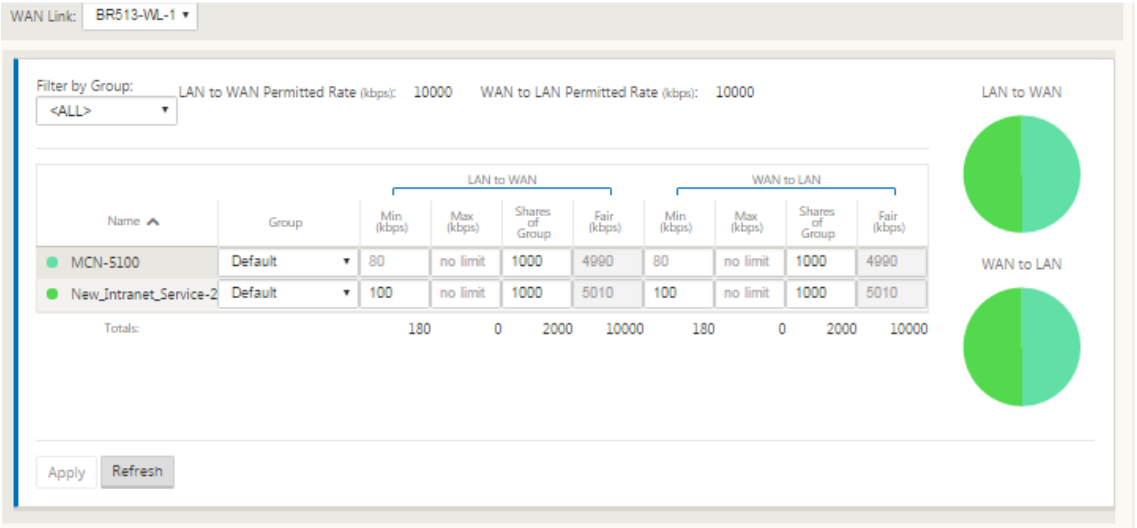 WAN Link: BR513-WL-1
Filter by Group:
<ALL>
LAN to WAN Permitted Rate (kbps): 10000 WAN to LAN Permitted Rate (kbps): 10000
LAN to WAN
LAN to WAN WAN to LAN
Name Group Min (kbps) Max (kbps) Shares of Group Fair (kbps) Min (kbps) Max (kbps) Shares of Group Fair (kbps)
MCN-5100 Default 80 no limit 1000 4990 80 no limit 1000 4990
WAN to LAN
New_Intranet_Service-2 Default 100 no limit 1000 5010 100 no limit 1000 5010
Totals: 180 0 2000 10000 180 0 2000 10000
Apply Refresh